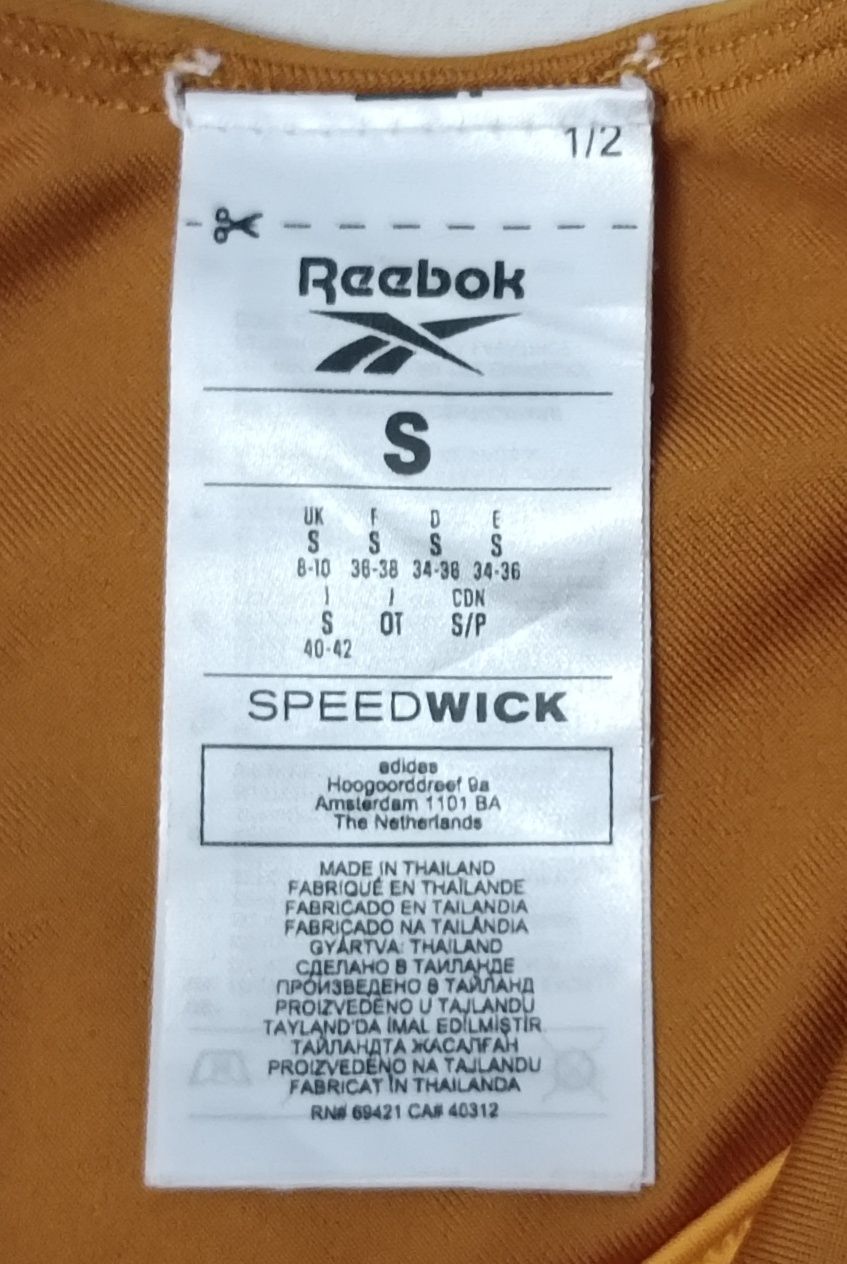 1/2
Reebok
S
UK F D E
S S S S
8-10 36-38 34-36 34-36
I J CDN
S OT S/P
40-42
SPEEDWICK
adidas
Hoogoorddreef 9a
Amsterdam 1101 BA
The Netherlands
MADE IN THAILAND
FABRIQUÉ EN THAÏLANDE
FABRICADO EN TAILANDIA
FABRICADO NA TAILÂNDIA
GYÁRTVA: THAILAND
СДЕЛАНО В ТАИЛАНДЕ
ПРОИЗВЕДЕНО В ТАЙЛАНД
PROIZVEDENO U TAJLANDU
TAYLAND'DA İMAL EDİLMİŞTİR
ТАЙЛАНДТА ЖАСАЛҒАН
PROIZVEDENO NA TAJLANDU
FABRICAT ÎN THAILANDA
RN# 69421 CA# 40312